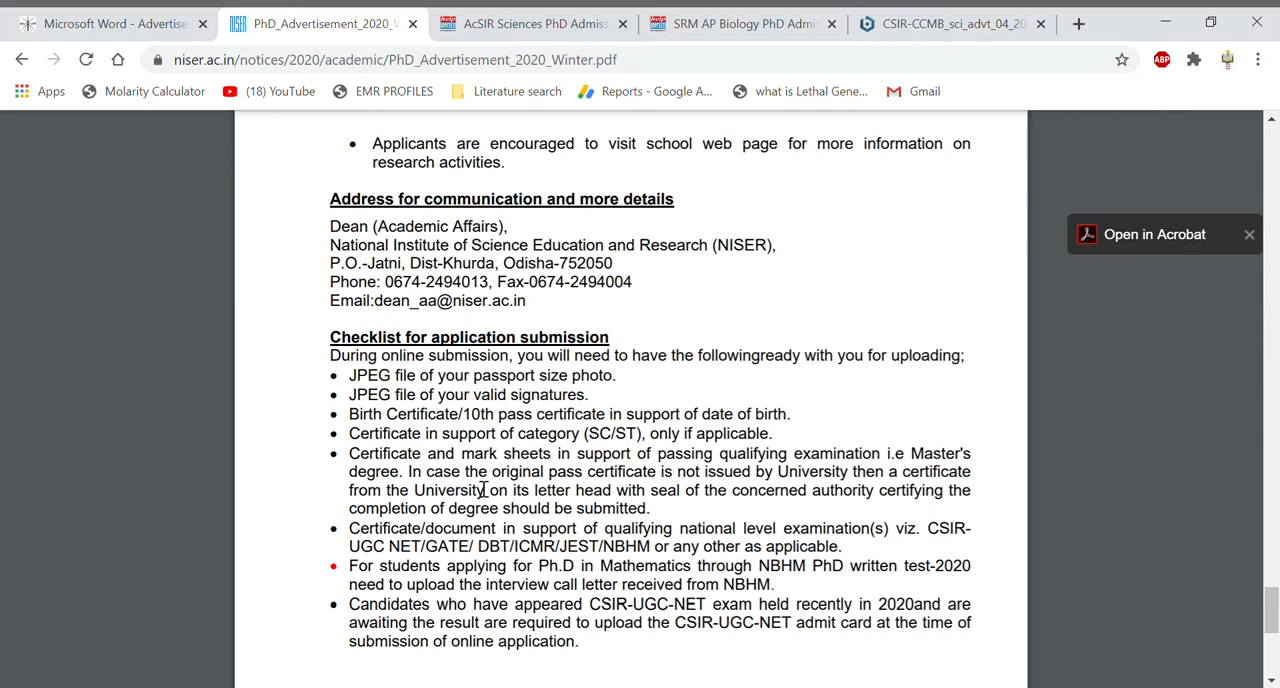 Microsoft Word - Advertise
PhD_Advertisement_2020_W
AcSIR Sciences PhD Admiss
SRM AP Biology PhD Admi
CSIR-CCMB_sci_advt_04_20
niser.ac.in/notices/2020/academic/PhD_Advertisement_2020_Winter.pdf
ABP
Apps
Molarity Calculator
(18) YouTube
EMR PROFILES
Literature search
Reports - Google A...
what is Lethal Gene...
Gmail
• Applicants are encouraged to visit school web page for more information on
research activities.
Address for communication and more details
Dean (Academic Affairs),
National Institute of Science Education and Research (NISER),
P.O.-Jatni, Dist-Khurda, Odisha-752050
Phone: 0674-2494013, Fax-0674-2494004
Email:dean_aa@niser.ac.in
Open in Acrobat
Checklist for application submission
During online submission, you will need to have the followingready with you for uploading;
• JPEG file of your passport size photo.
• JPEG file of your valid signatures.
• Birth Certificate/10th pass certificate in support of date of birth.
• Certificate in support of category (SC/ST), only if applicable.
• Certificate and mark sheets in support of passing qualifying examination i.e Master's
degree. In case the original pass certificate is not issued by University then a certificate
from the University on its letter head with seal of the concerned authority certifying the
completion of degree should be submitted.
• Certificate/document in support of qualifying national level examination(s) viz. CSIR-
UGC NET/GATE/ DBT/ICMR/JEST/NBHM or any other as applicable.
• For students applying for Ph.D in Mathematics through NBHM PhD written test-2020
need to upload the interview call letter received from NBHM.
• Candidates who have appeared CSIR-UGC-NET exam held recently in 2020and are
awaiting the result are required to upload the CSIR-UGC-NET admit card at the time of
submission of online application.